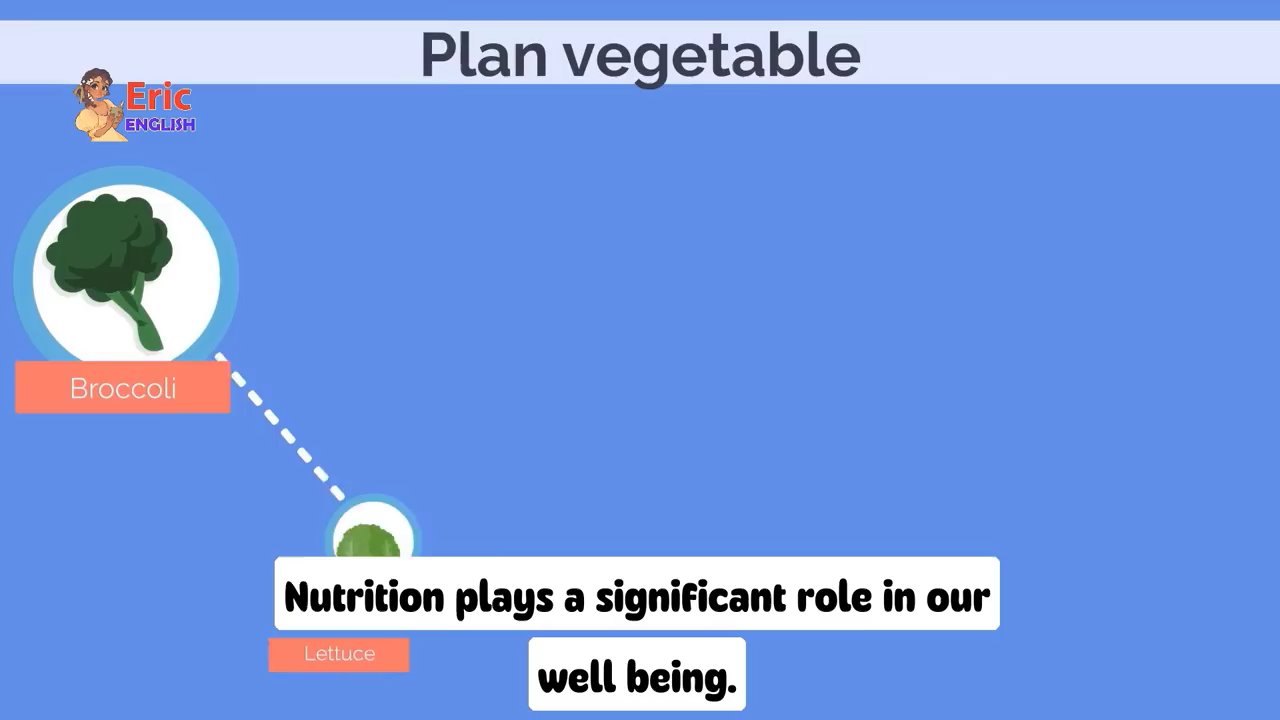 Plan vegetable
Eric
ENGLISH
Broccoli
Nutrition plays a significant role in our
Lettuce
well being.